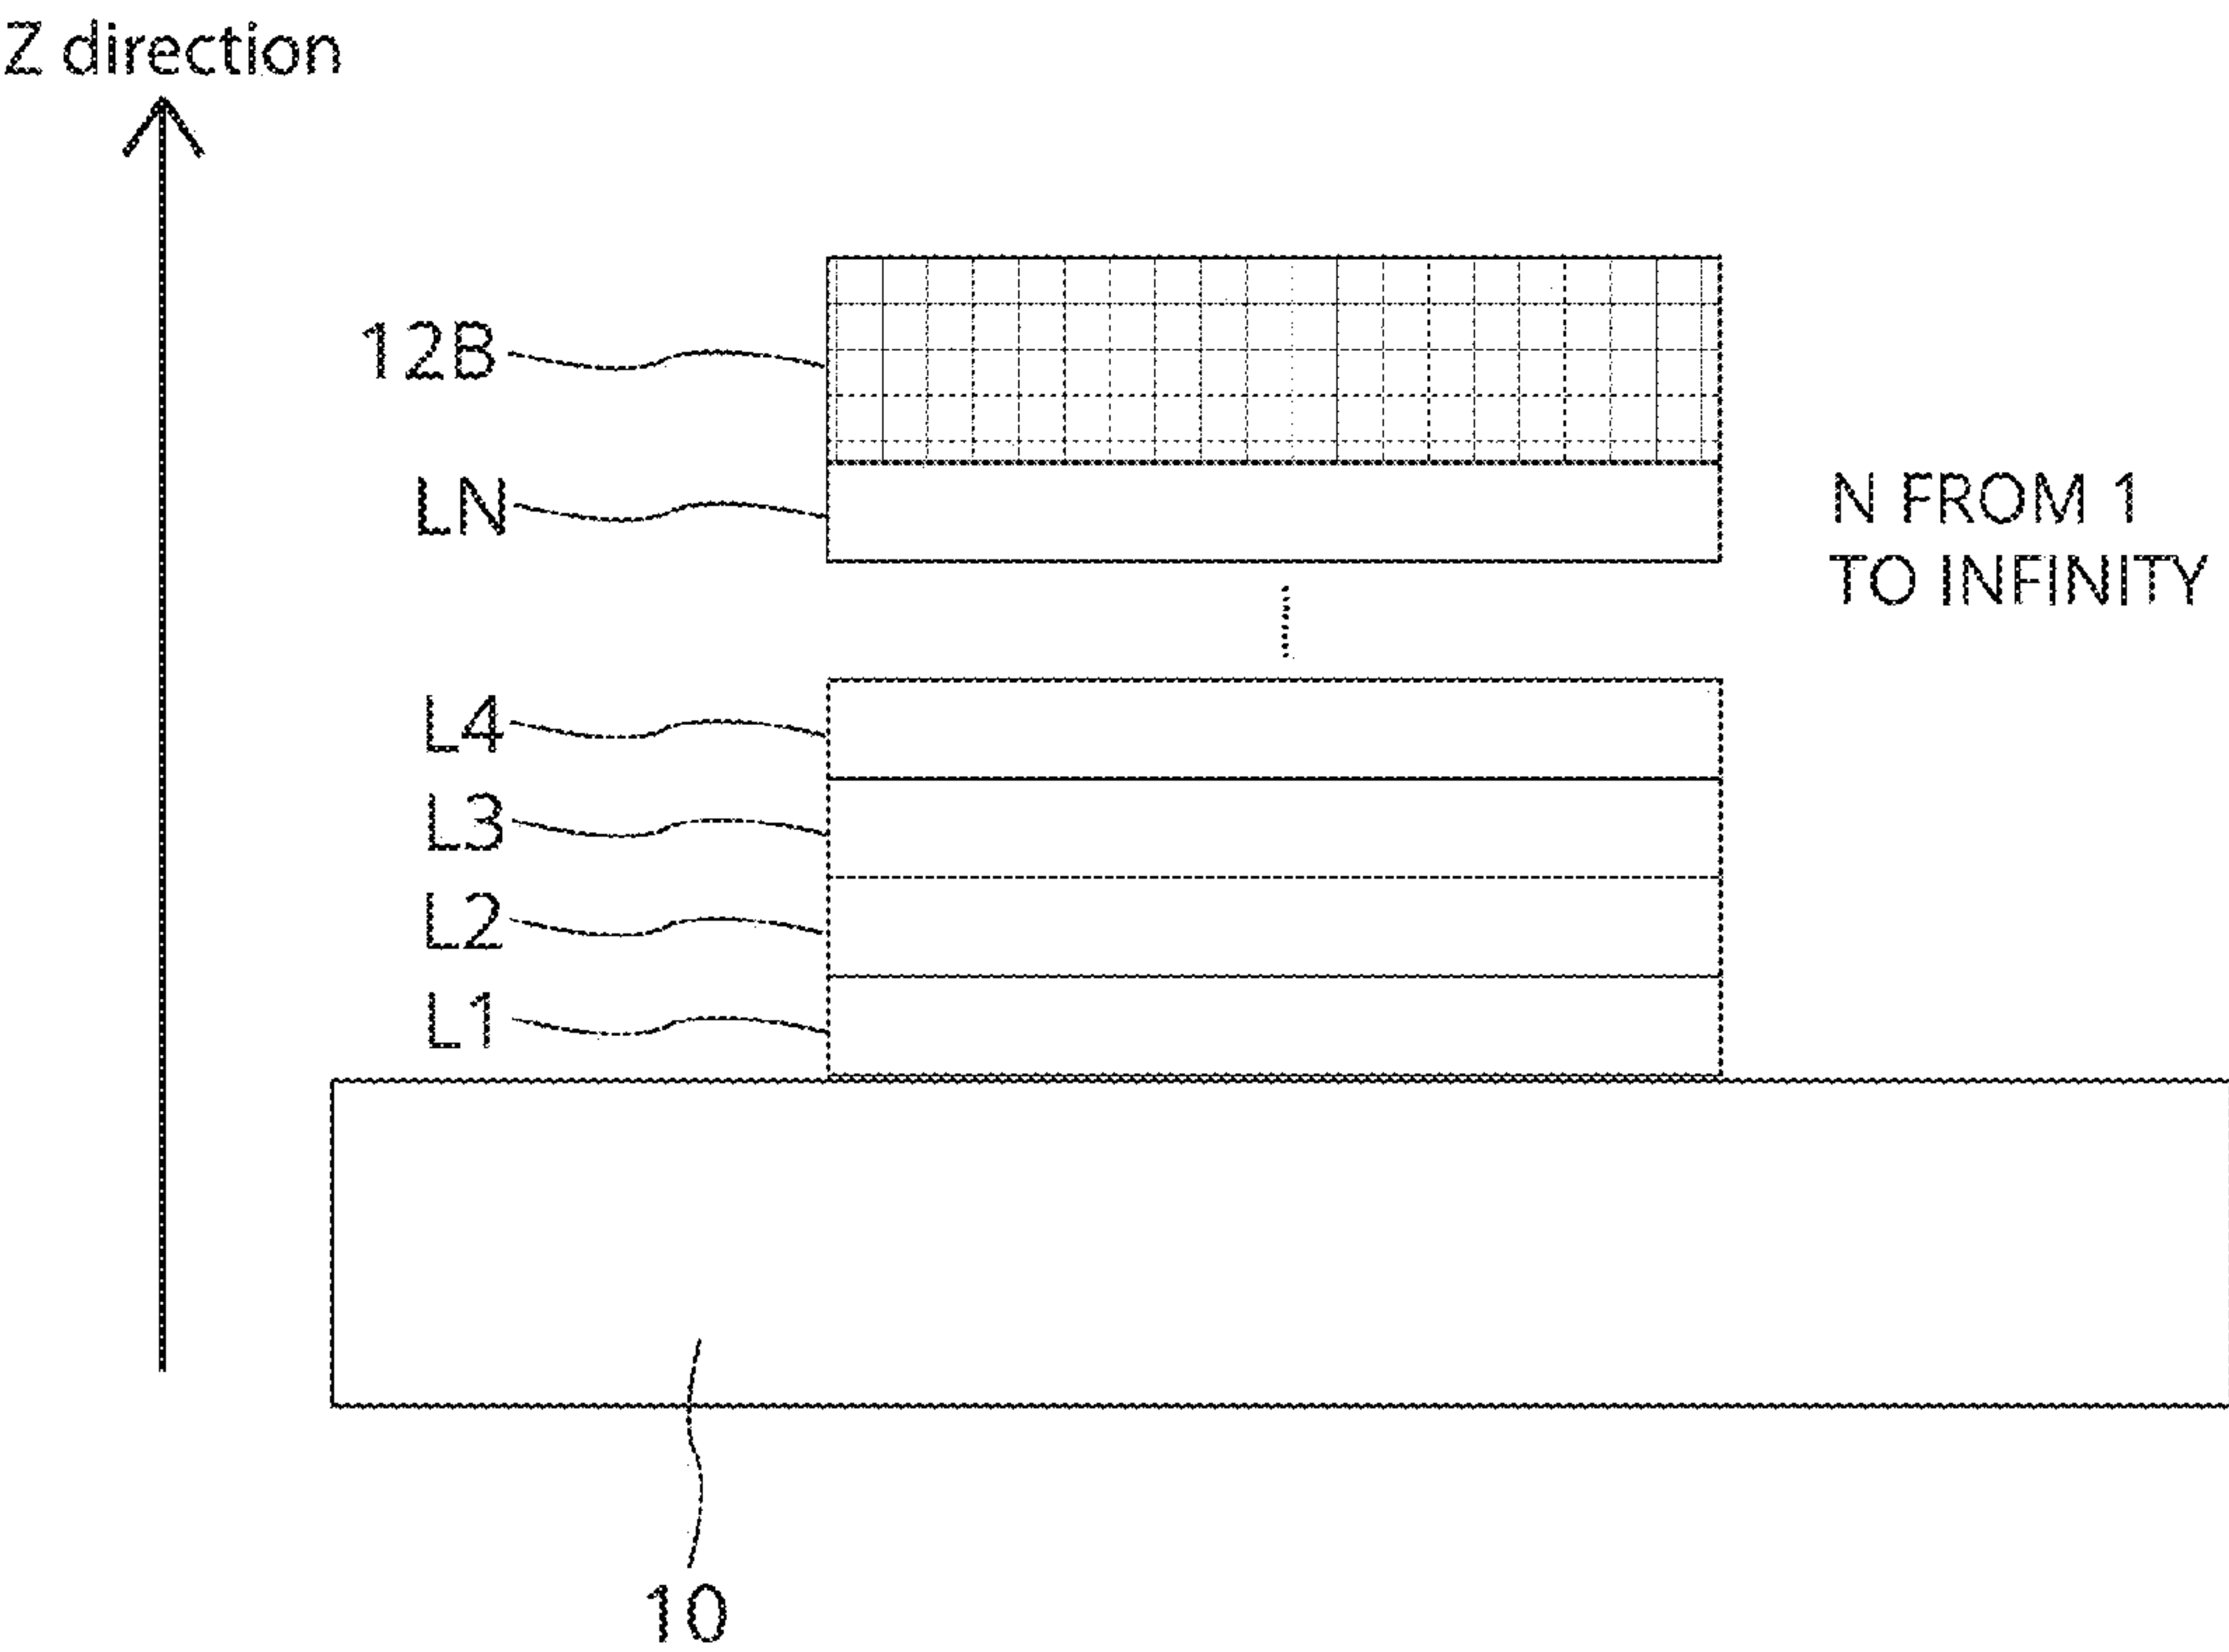 Z direction
12B
LN
N FROM 1
TO INFINITY
L4
L3
L2
L1
10